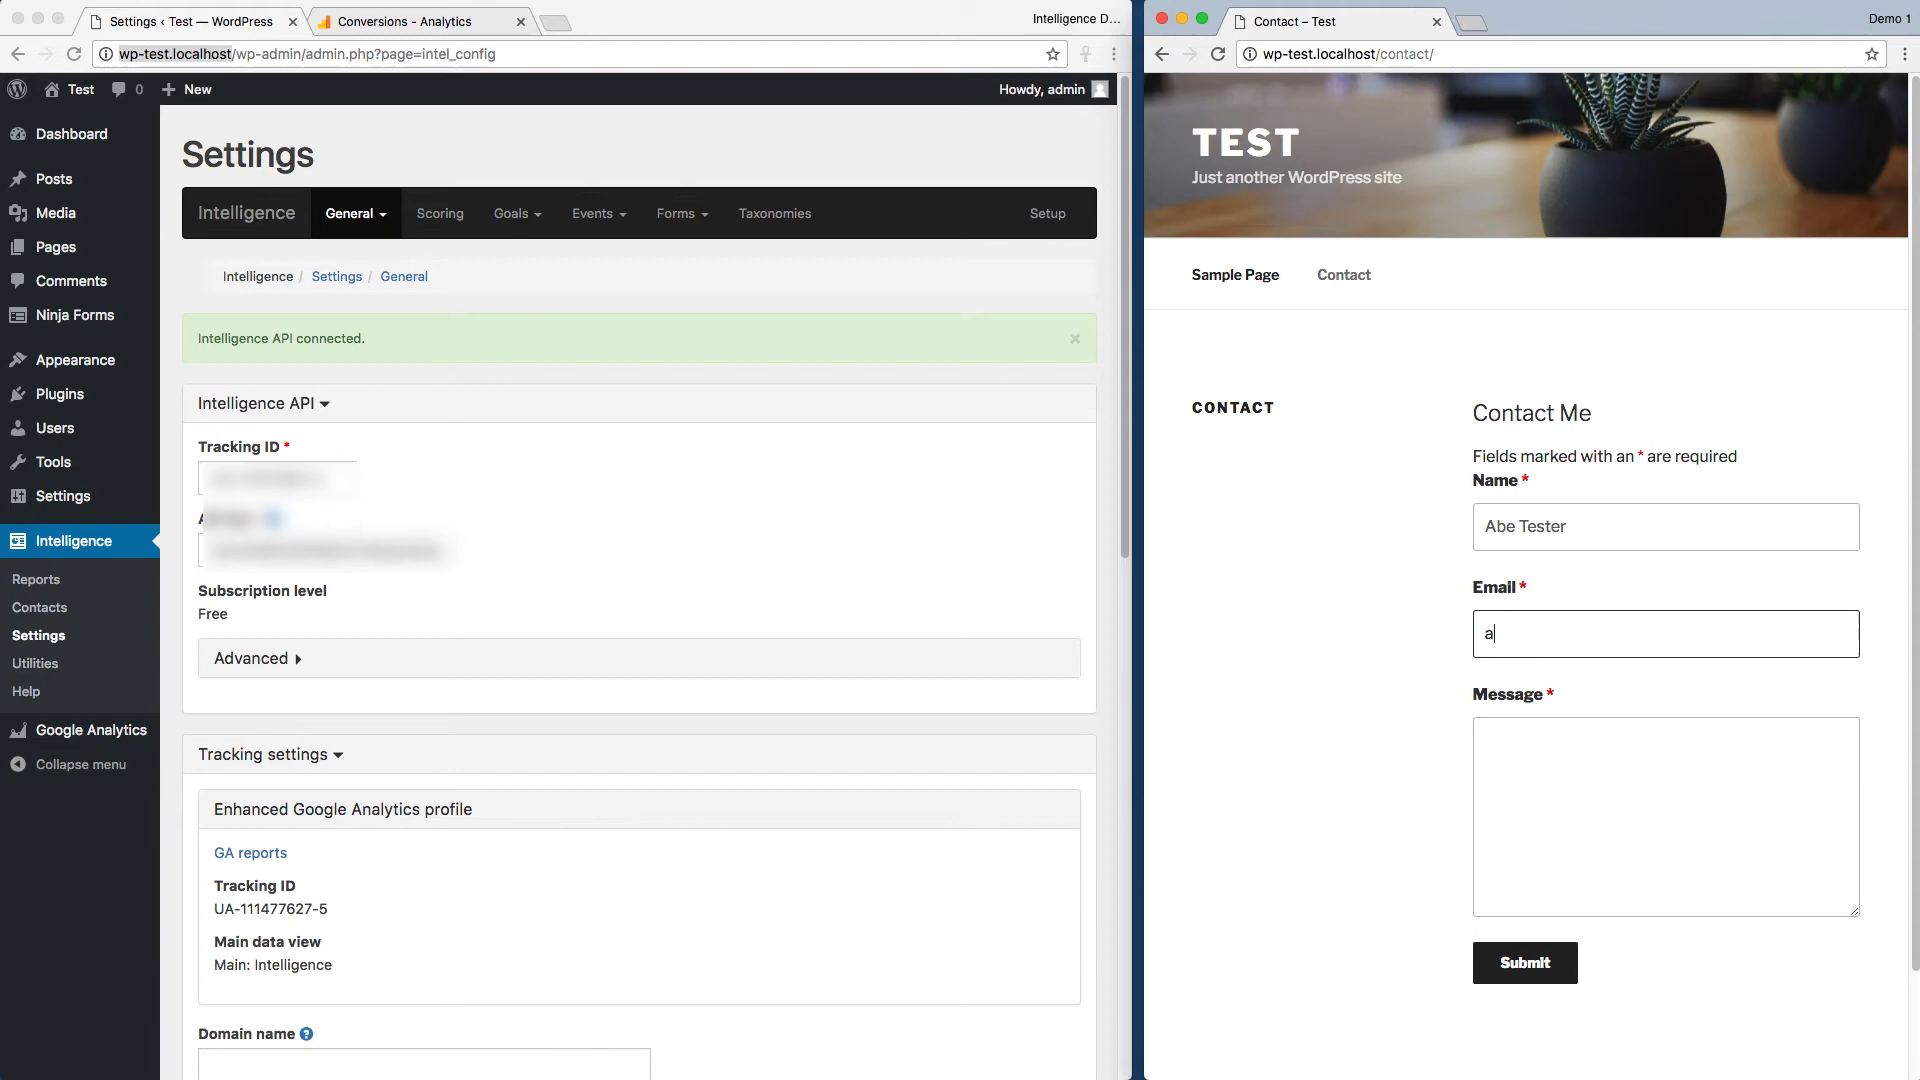 Settings ‹ Test — WordPress
Conversions - Analytics
Intelligence D...
wp-test.localhost/wp-admin/admin.php?page=intel_config
Test
0
New
Howdy, admin
Dashboard
Posts
Media
Pages
Comments
Ninja Forms
Appearance
Plugins
Users
Tools
Settings
Intelligence
Reports
Contacts
Settings
Utilities
Help
Google Analytics
Collapse menu
Settings
Intelligence
General
Scoring
Goals
Events
Forms
Taxonomies
Setup
Intelligence / Settings / General
Intelligence API connected.
×
Intelligence API
Tracking ID *
Subscription level
Free
Advanced
Tracking settings
Enhanced Google Analytics profile
GA reports
Tracking ID
UA-111477627-5
Main data view
Main: Intelligence
Domain name ?
Contact – Test
Demo 1
wp-test.localhost/contact/
TEST
Just another WordPress site
Sample Page
Contact
CONTACT
Contact Me
Fields marked with an * are required
Name *
Abe Tester
Email *
a
Message *
Submit